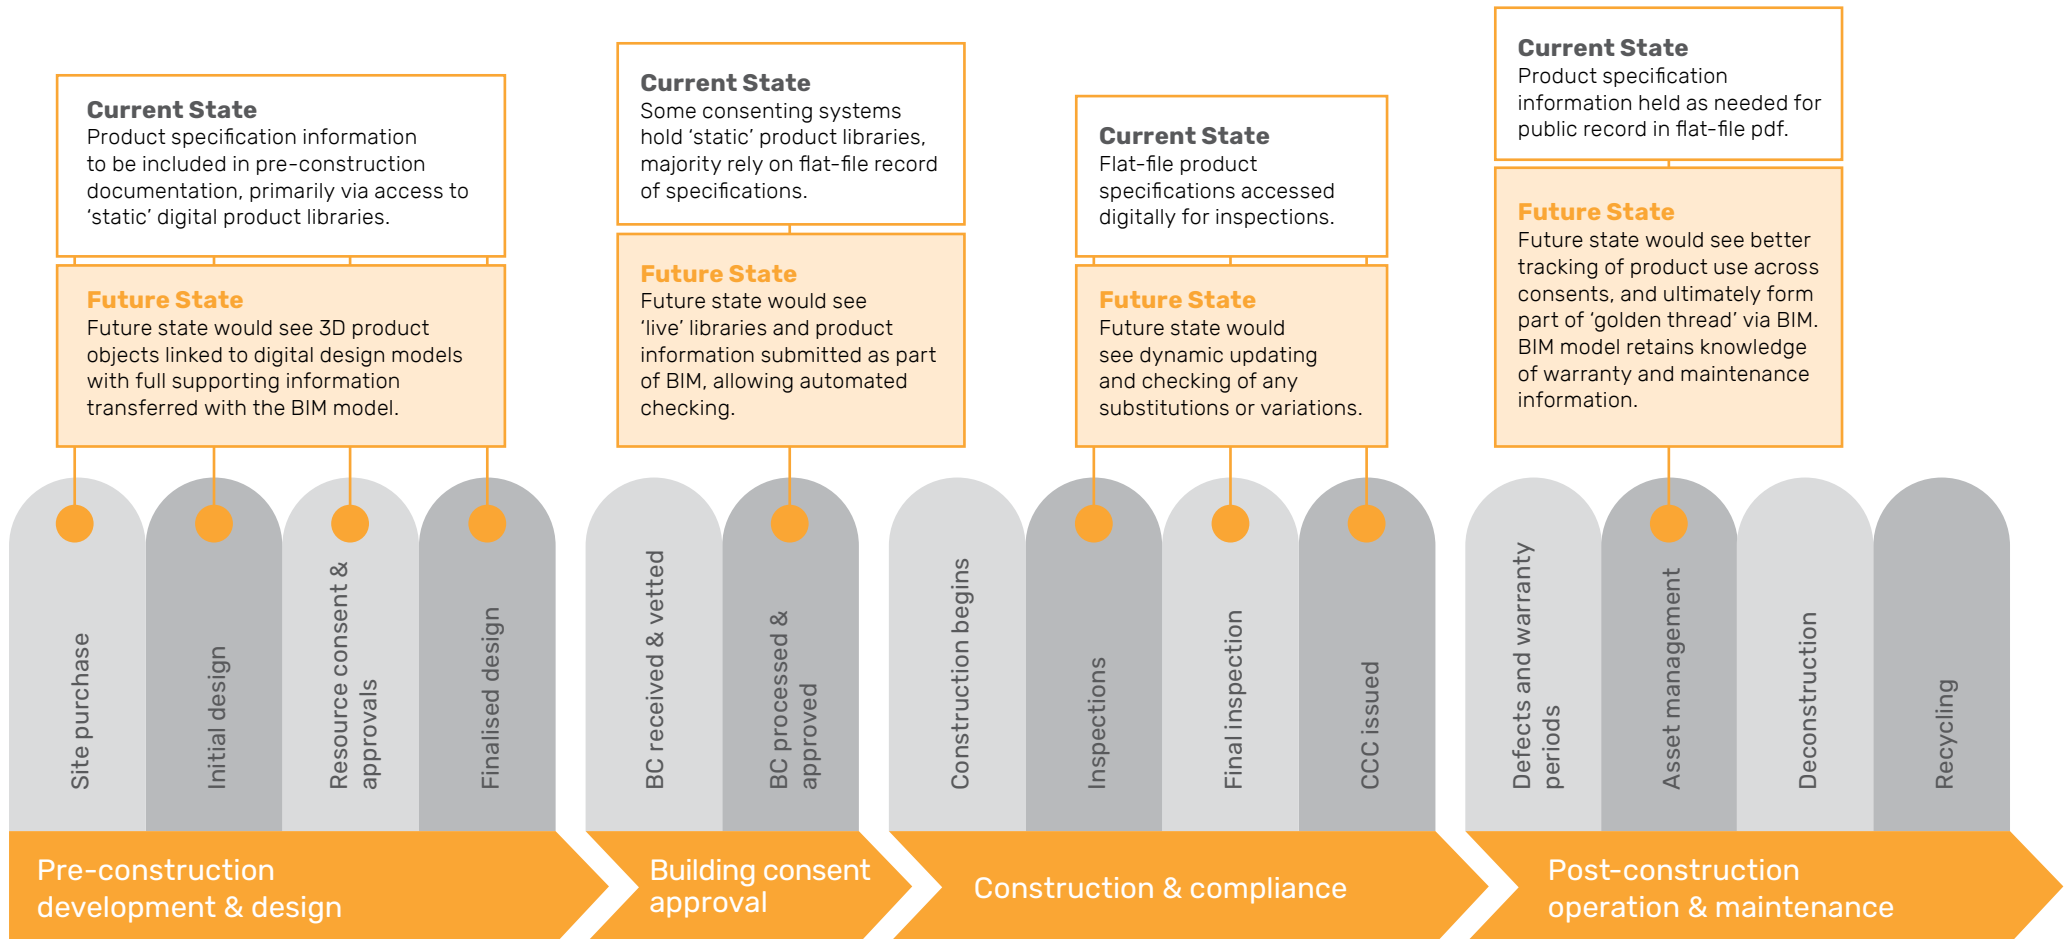 Current State
Product specification information
to be included in pre-construction
documentation, primarily via access to
‘static’ digital product libraries.
Future State
Future state would see 3D product
objects linked to digital design models
with full supporting information
transferred with the BIM model.
Current State
Some consenting systems
hold ‘static’ product libraries,
majority rely on flat-file record
of specifications.
Future State
Future state would see
‘live’ libraries and product
information submitted as part
of BIM, allowing automated
checking.
Current State
Flat-file product
specifications accessed
digitally for inspections.
Future State
Future state would
see dynamic updating
and checking of any
substitutions or variations.
Current State
Product specification
information held as needed for
public record in flat-file pdf.
Future State
Future state would see better
tracking of product use across
consents, and ultimately form
part of ‘golden thread’ via BIM.
BIM model retains knowledge
of warranty and maintenance
information.
Site purchase
Initial design
Resource consent &
approvals
Finalised design
BC received & vetted
BC processed &
approved
Construction begins
Inspections
Final inspection
CCC issued
Defects and warranty
periods
Asset management
Deconstruction
Recycling
Pre-construction
development & design
Building consent
approval
Construction & compliance
Post-construction
operation & maintenance